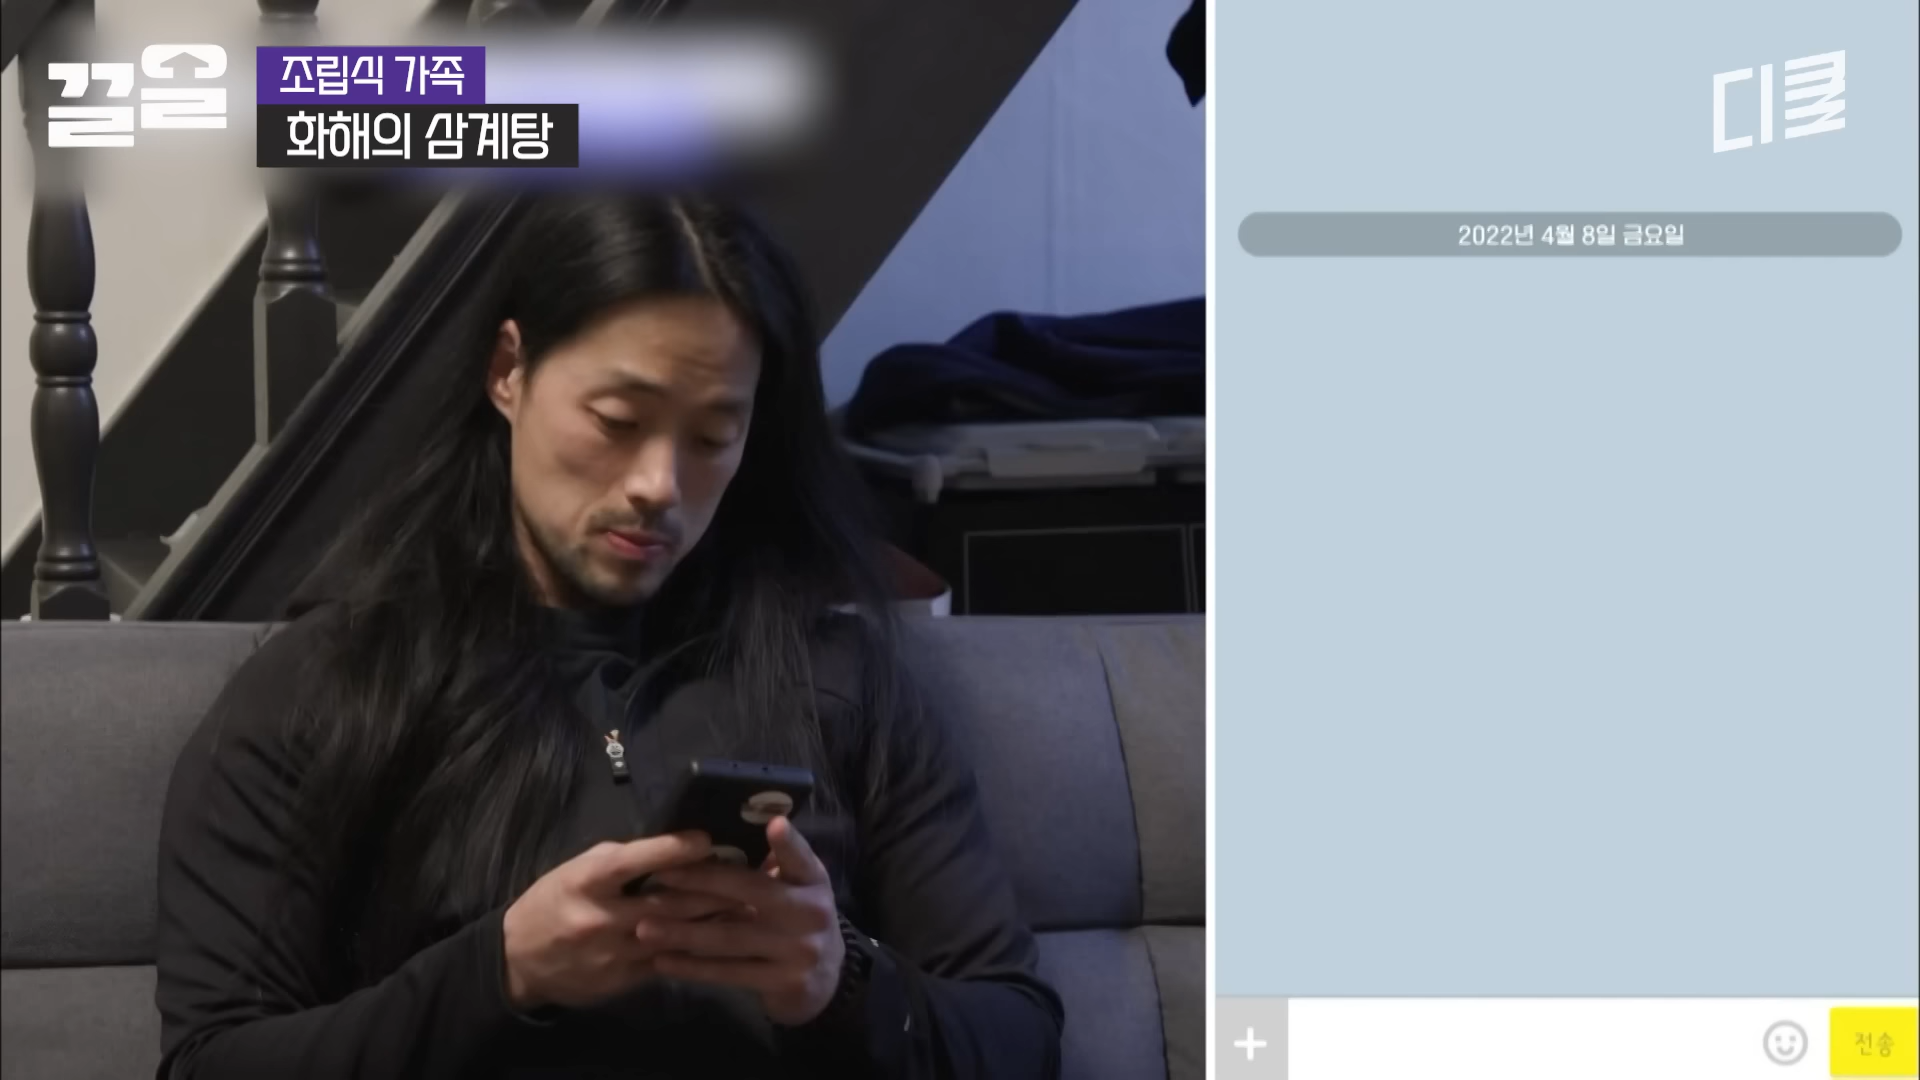 끌올
조립식 가족
화해의 삼계탕
디클
2022년 4월 8일 금요일
전송